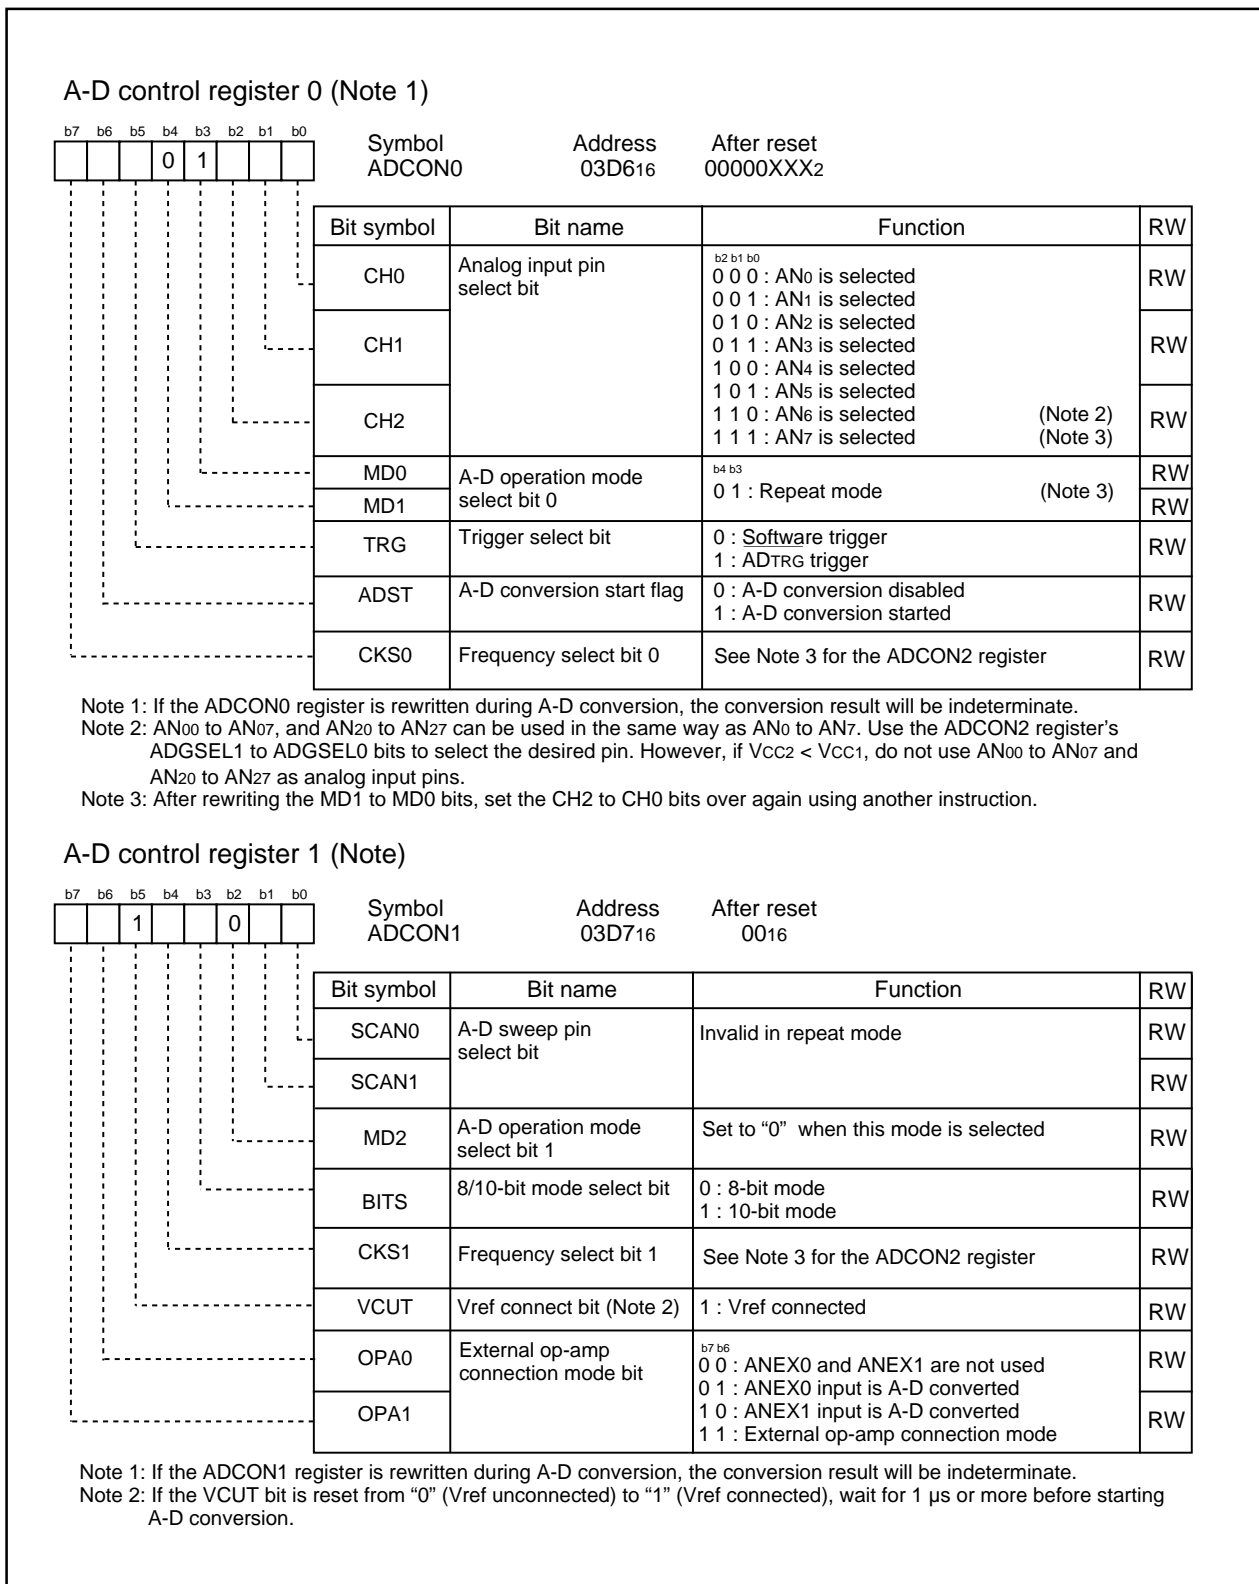 A-D control register 0 (Note 1)
b7 b6 b5 b4 b3 b2 b1 b0
0 1
Symbol Address After reset
ADCON0 03D616 00000XXX2
Bit symbol Bit name Function RW
CH0 Analog input pin select bit RW
b2 b1 b0
0 0 0 : AN0 is selected
0 0 1 : AN1 is selected
0 1 0 : AN2 is selected
CH1 0 1 1 : AN3 is selected RW
1 0 0 : AN4 is selected
1 0 1 : AN5 is selected
CH2 1 1 0 : AN6 is selected (Note 2) RW
1 1 1 : AN7 is selected (Note 3)
MD0 A-D operation mode select bit 0 RW
b4 b3
0 1 : Repeat mode (Note 3)
MD1 RW
TRG Trigger select bit 0 : Software trigger RW
1 : ADTRG trigger
ADST A-D conversion start flag 0 : A-D conversion disabled RW
1 : A-D conversion started
CKS0 Frequency select bit 0 See Note 3 for the ADCON2 register RW
Note 1: If the ADCON0 register is rewritten during A-D conversion, the conversion result will be indeterminate.
Note 2: AN00 to AN07, and AN20 to AN27 can be used in the same way as AN0 to AN7. Use the ADCON2 register's
ADGSEL1 to ADGSEL0 bits to select the desired pin. However, if VCC2 < VCC1, do not use AN00 to AN07 and
AN20 to AN27 as analog input pins.
Note 3: After rewriting the MD1 to MD0 bits, set the CH2 to CH0 bits over again using another instruction.
A-D control register 1 (Note)
b7 b6 b5 b4 b3 b2 b1 b0
1 0
Symbol Address After reset
ADCON1 03D716 0016
Bit symbol Bit name Function RW
SCAN0 A-D sweep pin select bit Invalid in repeat mode RW
SCAN1 RW
MD2 A-D operation mode select bit 1 Set to “0” when this mode is selected RW
BITS 8/10-bit mode select bit 0 : 8-bit mode RW
1 : 10-bit mode
CKS1 Frequency select bit 1 See Note 3 for the ADCON2 register RW
VCUT Vref connect bit (Note 2) 1 : Vref connected RW
OPA0 External op-amp connection mode bit RW
b7 b6
0 0 : ANEX0 and ANEX1 are not used
0 1 : ANEX0 input is A-D converted
OPA1 1 0 : ANEX1 input is A-D converted RW
1 1 : External op-amp connection mode
Note 1: If the ADCON1 register is rewritten during A-D conversion, the conversion result will be indeterminate.
Note 2: If the VCUT bit is reset from “0” (Vref unconnected) to “1” (Vref connected), wait for 1 µs or more before starting
A-D conversion.